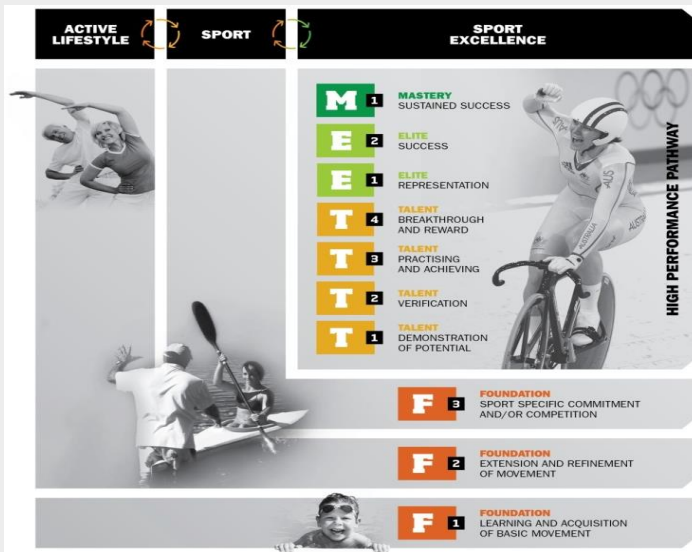 ACTIVE
LIFESTYLE
SPORT
SPORT
EXCELLENCE
M 1 MASTERY
SUSTAINED SUCCESS
E 2 ELITE
SUCCESS
E 1 ELITE
REPRESENTATION
T 4 TALENT
BREAKTHROUGH
AND REWARD
T 3 TALENT
PRACTISING
AND ACHIEVING
T 2 TALENT
VERIFICATION
T 1 TALENT
DEMONSTRATION
OF POTENTIAL
HIGH PERFORMANCE PATHWAY
AUS
AUSTRALIA
F 3 FOUNDATION
SPORT SPECIFIC COMMITMENT
AND/OR COMPETITION
F 2 FOUNDATION
EXTENSION AND REFINEMENT
OF MOVEMENT
F 1 FOUNDATION
LEARNING AND ACQUISITION
OF BASIC MOVEMENT